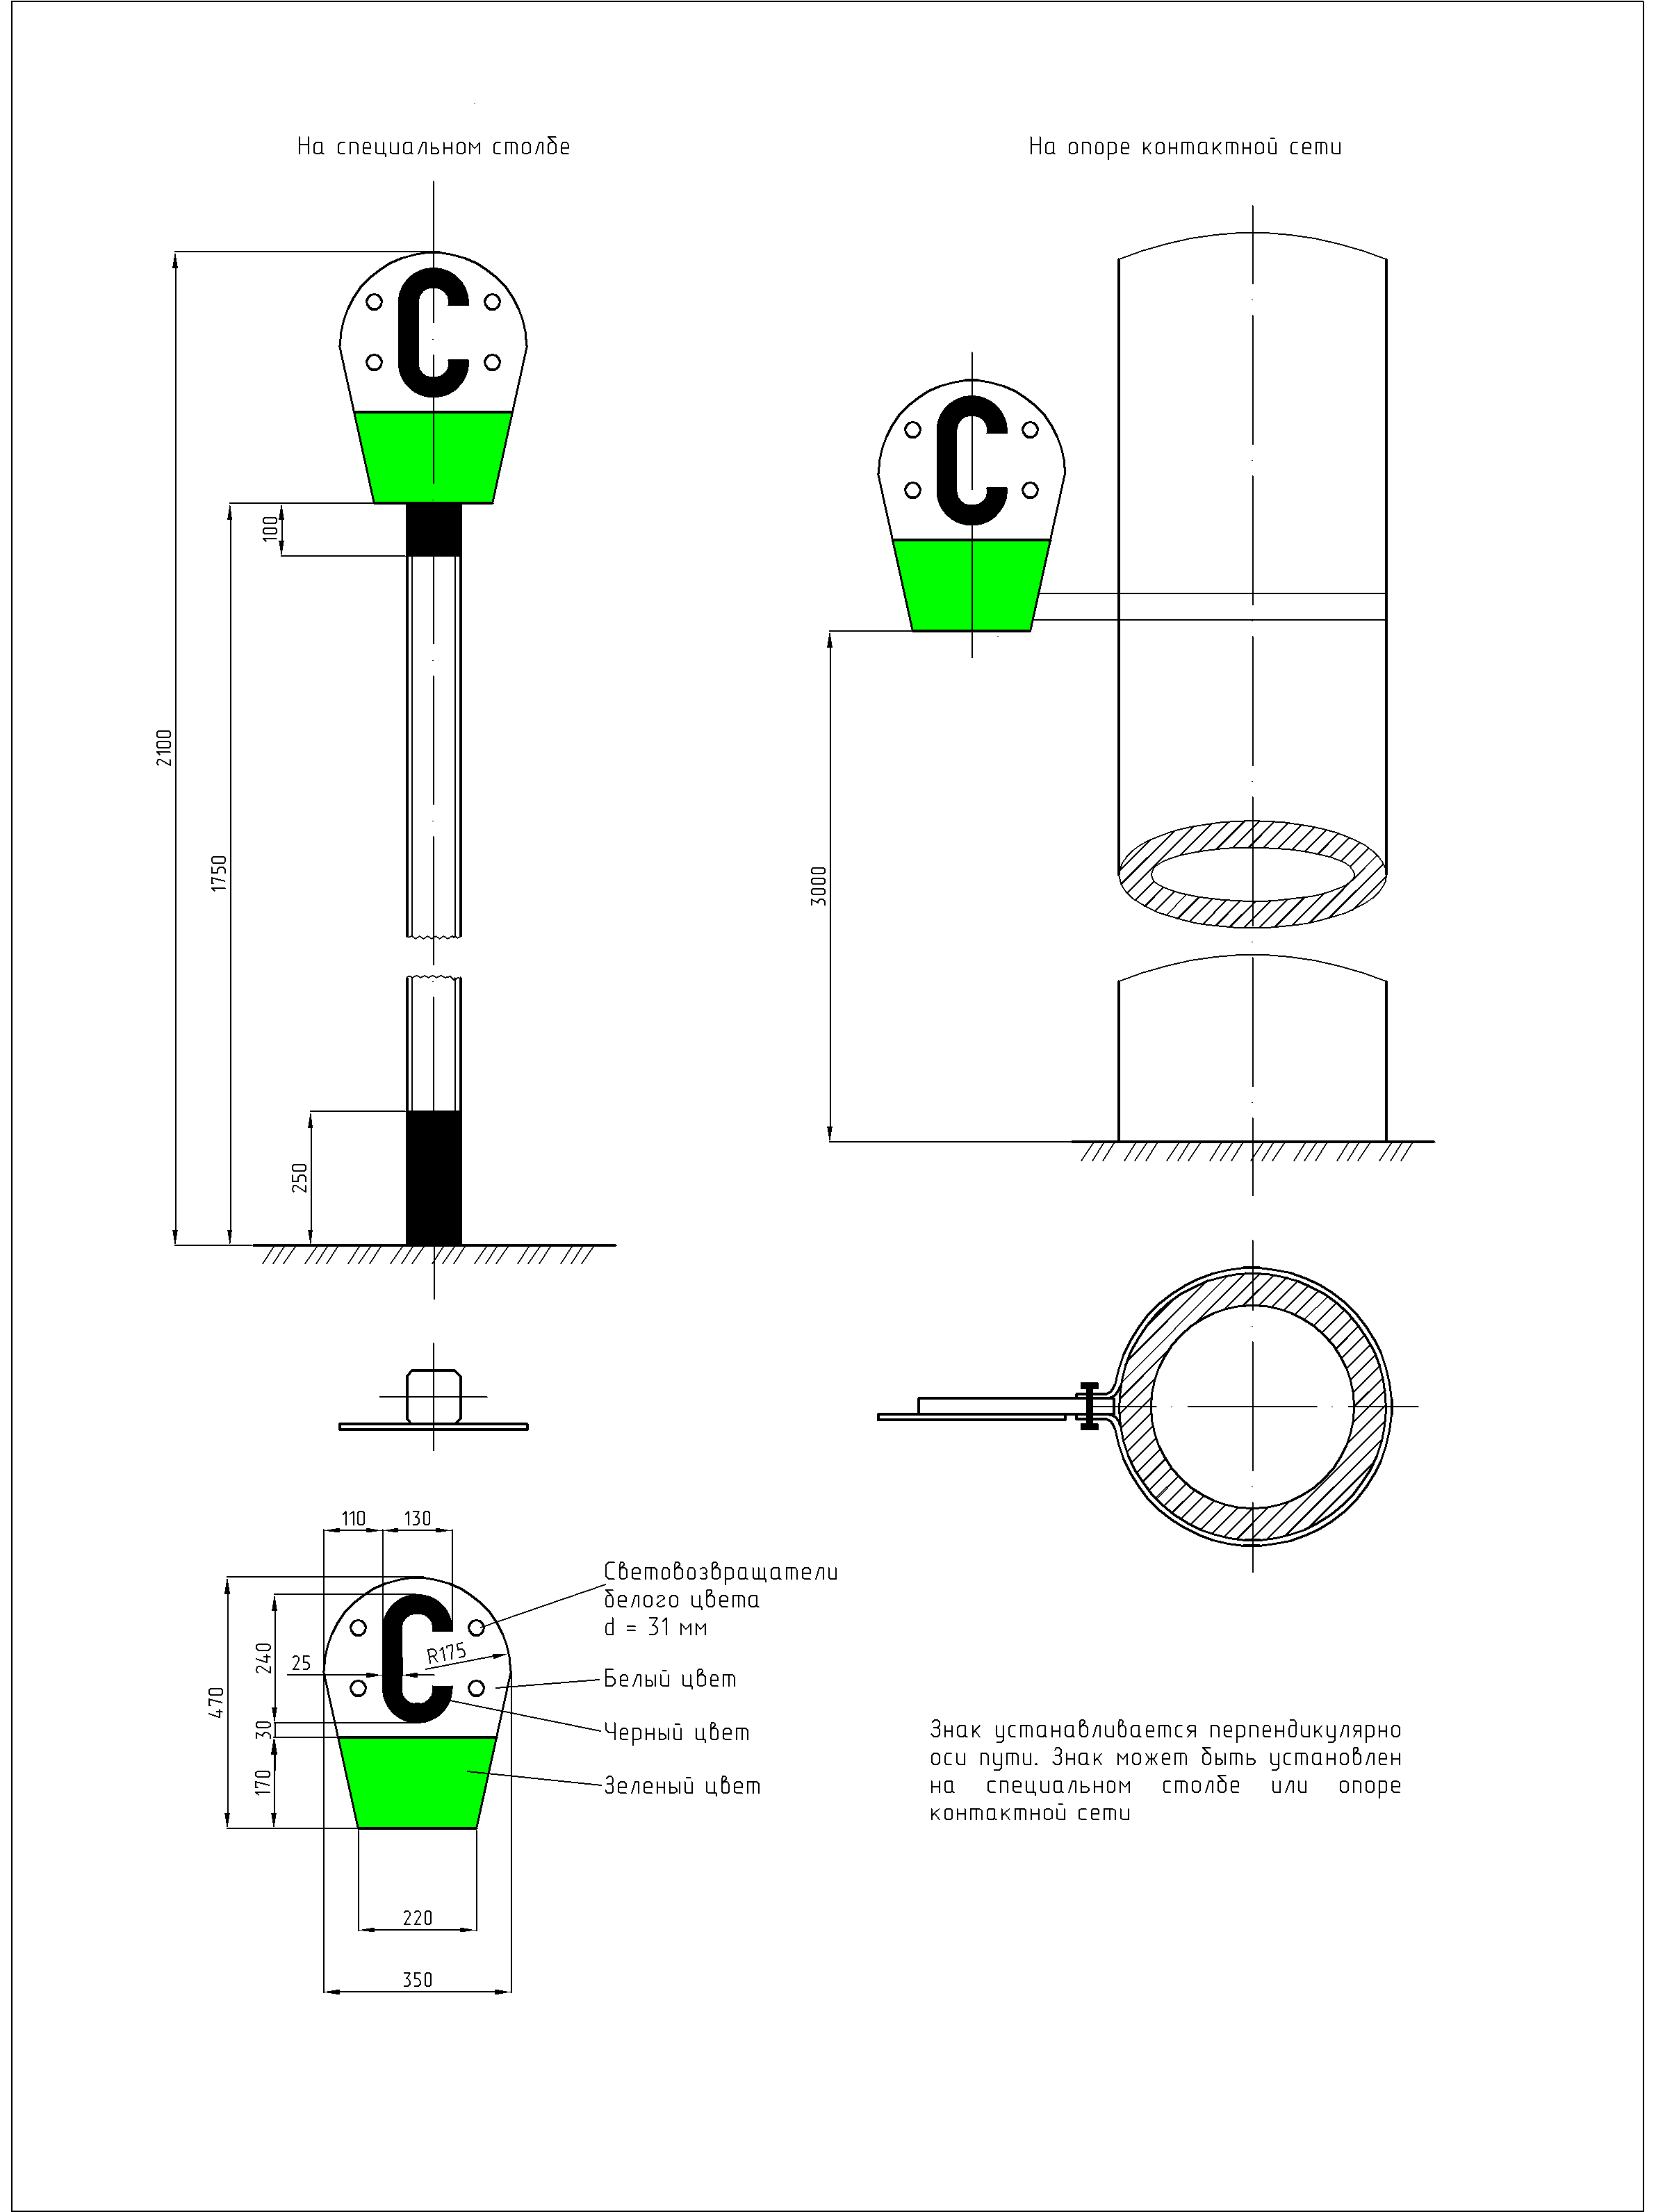 На специальном столбе
На опоре контактной сети
С
С
100
2100
1750
3000
250
110
130
Световозвращатели
белого цвета
d = 31 мм
С
240
25
R175
470
Белый цвет
30
Черный цвет
170
Зеленый цвет
220
350
Знак устанавливается перпендикулярно
оси пути. Знак может быть установлен
на специальном столбе или опоре
контактной сети